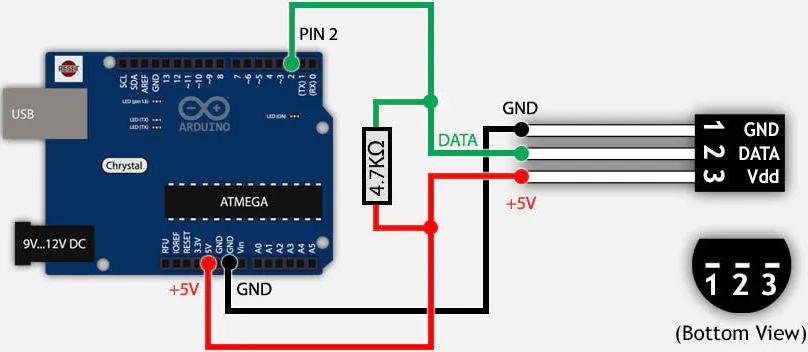 PIN 2
RESET
SCL
SDA
AREF
GND
13
12
~11
~10
~9
8
7
~6
~5
4
~3
2
(TX) 1
(RX) 0
USB
LED (pin 13)
LED (TX)
LED (TX)
LED (ON)
ARDUINO
Chrystal
ATMEGA
9V...12V DC
RFU
IOREF
RESET
3.3V
5V
GND
GND
Vin
A0
A1
A2
A3
A4
A5
+5V
GND
4.7KΩ
GND
DATA
+5V
1 GND
2 DATA
3 Vdd
1 2 3
(Bottom View)